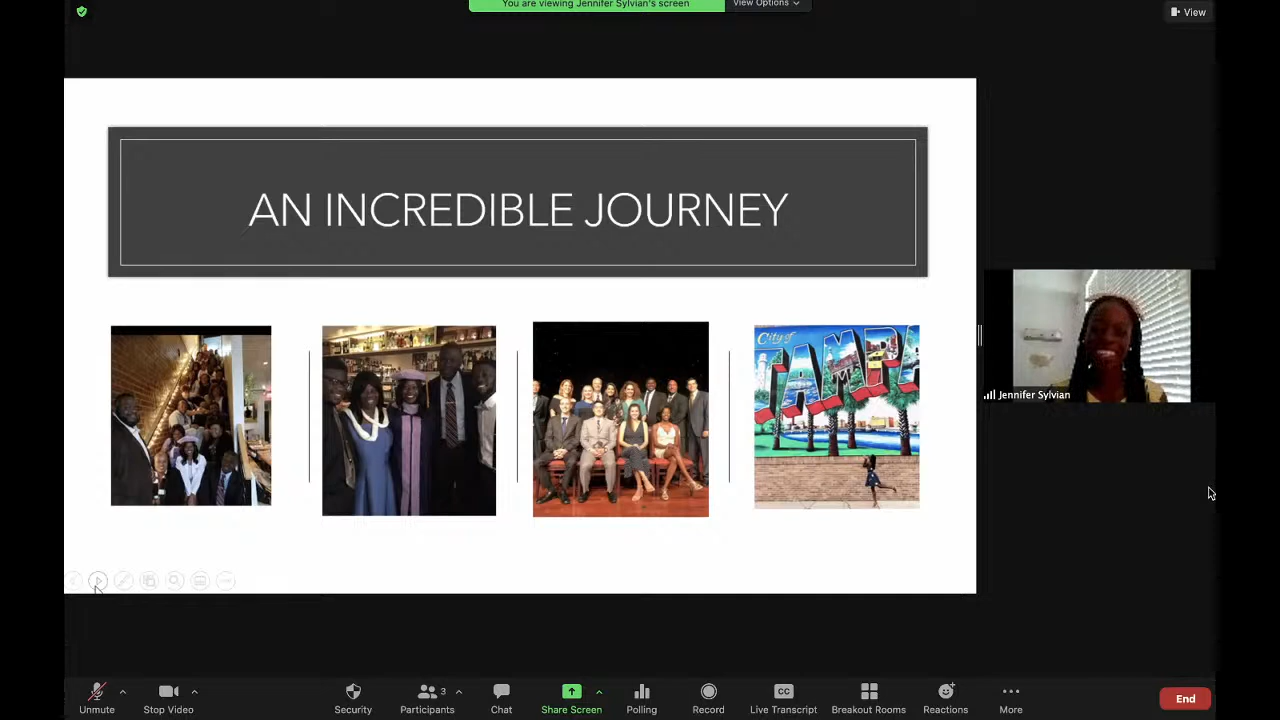 You are viewing Jennifer Sylvian's screen
View Options
View
AN INCREDIBLE JOURNEY
City of
TAMPA
Jennifer Sylvian
Unmute
Stop Video
Security
Participants
3
Chat
Share Screen
Polling
Record
CC
Live Transcript
Breakout Rooms
Reactions
More
End